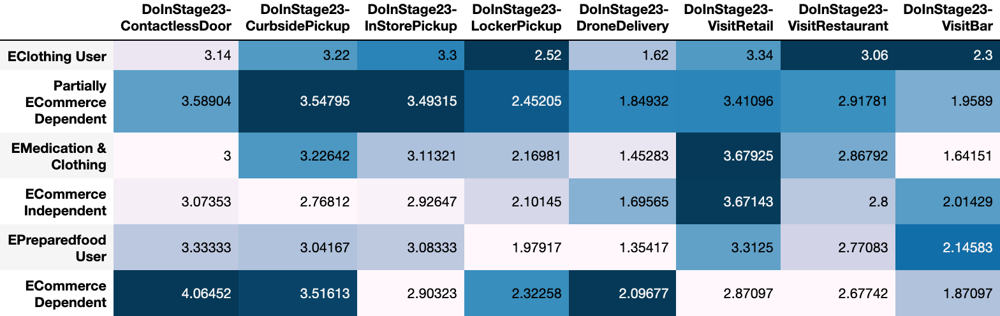 DoInStage23- DoInStage23- DoInStage23- DoInStage23- DoInStage23- DoInStage23- DoInStage23- DoInStage23-
ContactlessDoor CurbsidePickup InStorePickup LockerPickup DroneDelivery VisitRetail VisitRestaurant VisitBar
EClothing User 3.14 3.22 3.3 2.52 1.62 3.34 3.06 2.3
Partially
ECommerce 3.58904 3.54795 3.49315 2.45205 1.84932 3.41096 2.91781 1.9589
Dependent
EMedication &
Clothing 3 3.22642 3.11321 2.16981 1.45283 3.67925 2.86792 1.64151
ECommerce
Independent 3.07353 2.76812 2.92647 2.10145 1.69565 3.67143 2.8 2.01429
EPreparedfood
User 3.33333 3.04167 3.08333 1.97917 1.35417 3.3125 2.77083 2.14583
ECommerce
Dependent 4.06452 3.51613 2.90323 2.32258 2.09677 2.87097 2.67742 1.87097